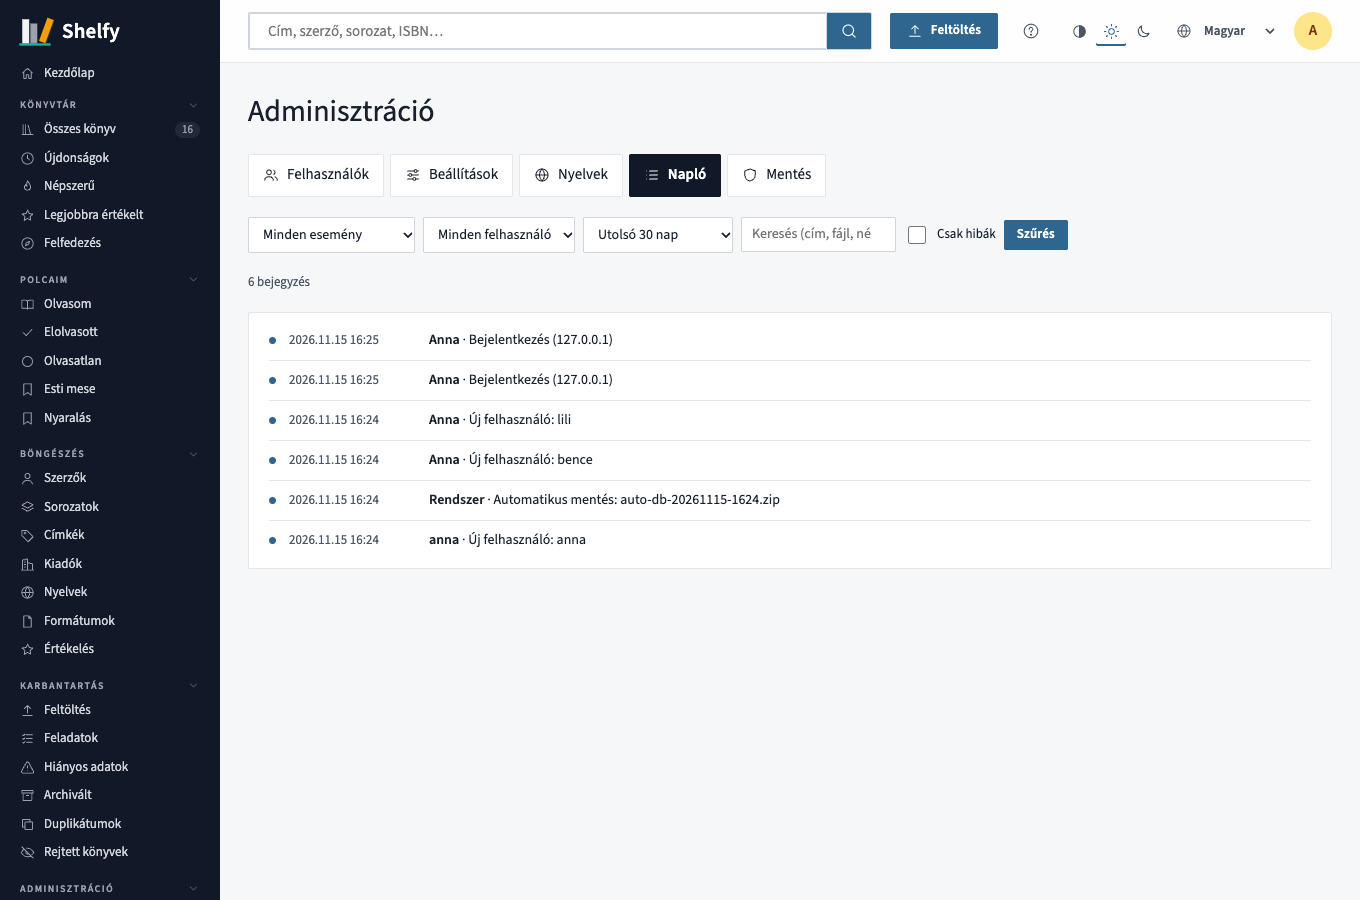 Shelfy
Kezdőlap
KÖNYVTÁR
Összes könyv 16
Újdonságok
Népszerű
Legjobbra értékelt
Felfedezés
POLCAIM
Olvasom
Elolvasott
Olvasatlan
Esti mese
Nyaralás
BÖNGÉSZÉS
Szerzők
Sorozatok
Címkék
Kiadók
Nyelvek
Formátumok
Értékelés
KARBANTARTÁS
Feltöltés
Feladatok
Hiányos adatok
Archivált
Duplikátumok
Rejtett könyvek
ADMINISZTRÁCIÓ
Cím, szerző, sorozat, ISBN…
Feltöltés
Magyar
A
Adminisztráció
Felhasználók
Beállítások
Nyelvek
Napló
Mentés
Minden esemény
Minden felhasználó
Utolsó 30 nap
Keresés (cím, fájl, né
Csak hibák
Szűrés
6 bejegyzés
2026.11.15 16:25 Anna · Bejelentkezés (127.0.0.1)
2026.11.15 16:25 Anna · Bejelentkezés (127.0.0.1)
2026.11.15 16:24 Anna · Új felhasználó: lili
2026.11.15 16:24 Anna · Új felhasználó: bence
2026.11.15 16:24 Rendszer · Automatikus mentés: auto-db-20261115-1624.zip
2026.11.15 16:24 anna · Új felhasználó: anna